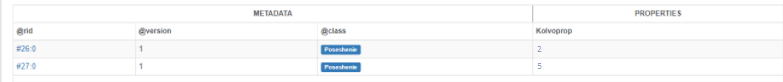 METADATA PROPERTIES
@rid @version @class Kolvoprop
#26:0 1 Poseshenie 2
#27:0 1 Poseshenie 5